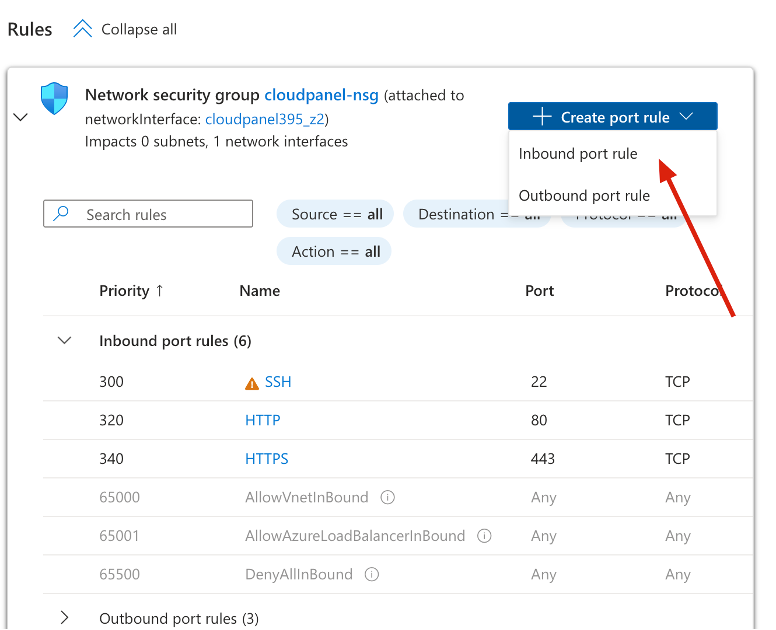 Rules Collapse all
Network security group cloudpanel-nsg (attached to
networkInterface: cloudpanel395_z2)
Impacts 0 subnets, 1 network interfaces
Create port rule
Inbound port rule
Outbound port rule
Search rules
Source == all
Destination == all
Protocol == all
Action == all
Priority ↑ Name Port Protocol
Inbound port rules (6)
300 SSH 22 TCP
320 HTTP 80 TCP
340 HTTPS 443 TCP
65000 AllowVnetInBound Any Any
65001 AllowAzureLoadBalancerInBound Any Any
65500 DenyAllInBound Any Any
Outbound port rules (3)